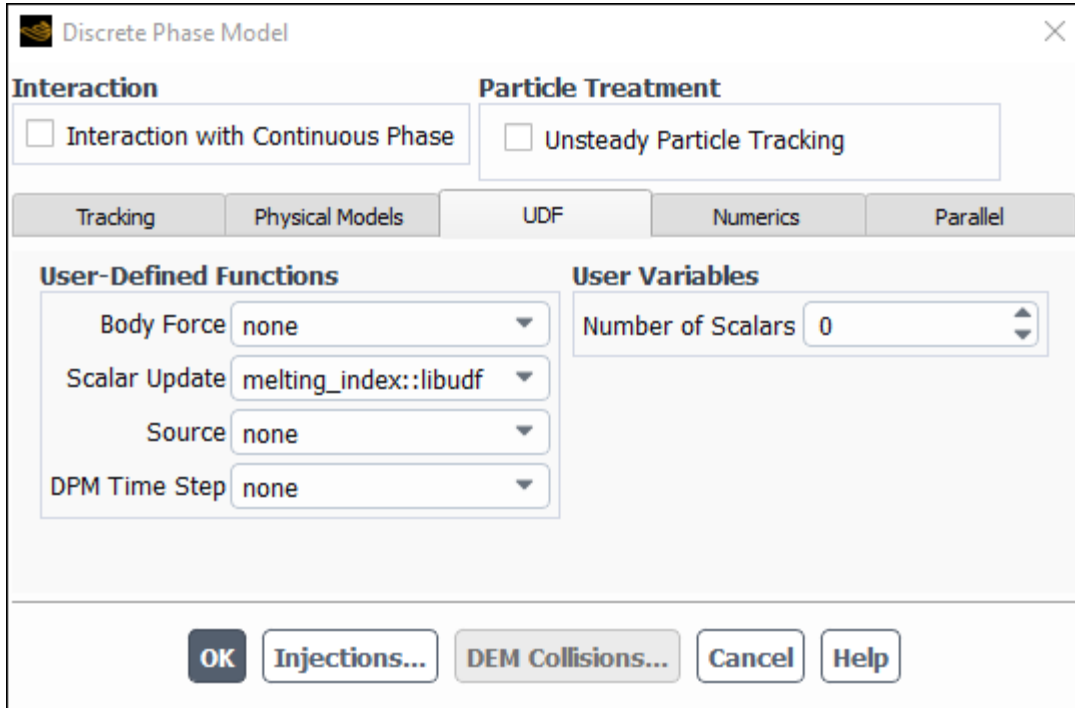 Discrete Phase Model
Interaction
Interaction with Continuous Phase
Particle Treatment
Unsteady Particle Tracking
Tracking
Physical Models
UDF
Numerics
Parallel
User-Defined Functions
Body Force none
Scalar Update melting_index::libudf
Source none
DPM Time Step none
User Variables
Number of Scalars 0
OK
Injections...
DEM Collisions...
Cancel
Help